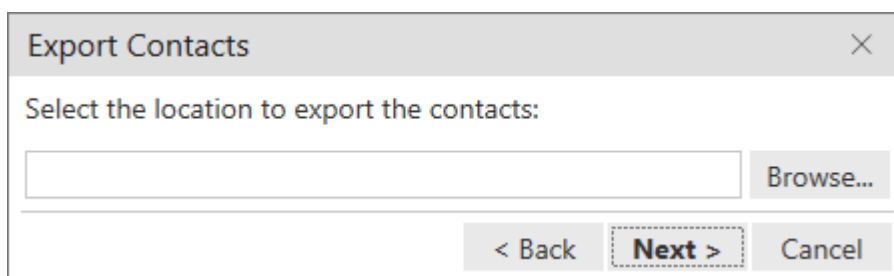 Export Contacts
Select the location to export the contacts:
Browse...
< Back Next > Cancel